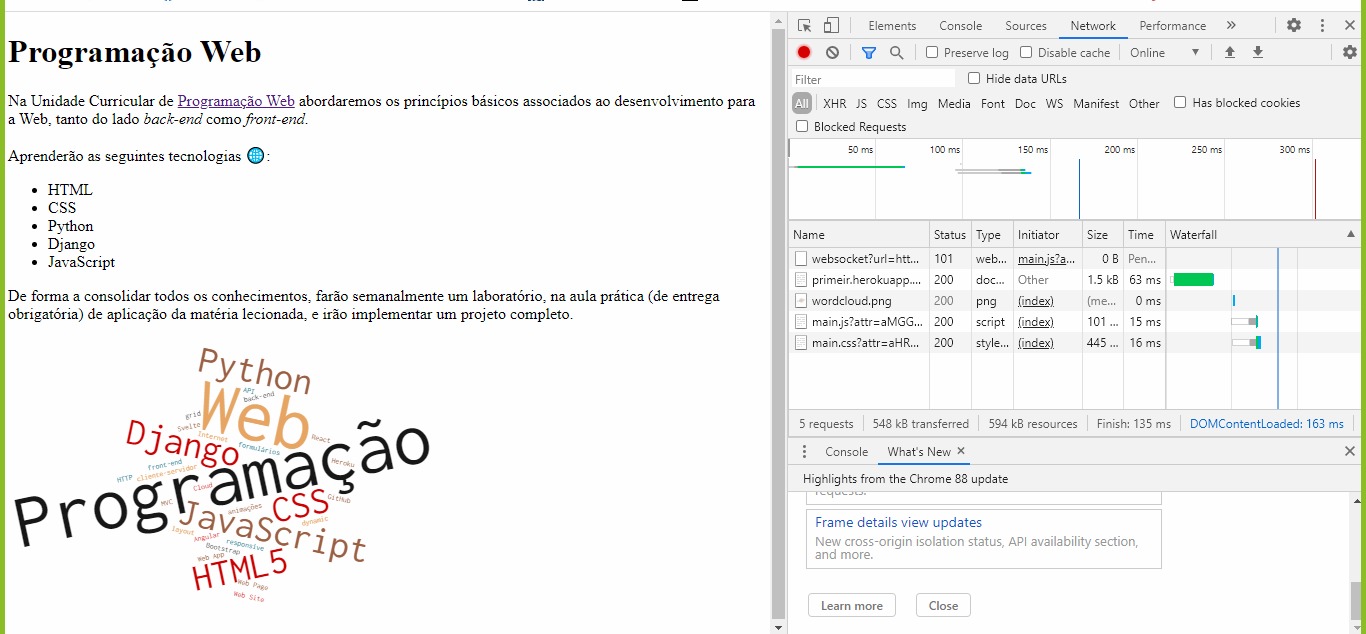 Programação Web
Na Unidade Curricular de Programação Web abordaremos os princípios básicos associados ao desenvolvimento para
a Web, tanto do lado back-end como front-end.
Aprenderão as seguintes tecnologias 🌐:
HTML
CSS
Python
Django
JavaScript
De forma a consolidar todos os conhecimentos, farão semanalmente um laboratório, na aula prática (de entrega
obrigatória) de aplicação da matéria lecionada, e irão implementar um projeto completo.
Python
API
back-end
Web
grid
Svelte
Internet
React
Django
formulários
Programação
front-end
HTTP
cliente-servidor
Heroku
Cloud
MVC
animações
CSS
GitHub
JavaScript
dynamic
layout
Angular
responsive
Bootstrap
Web App
HTML5
Web Page
Web Site
Elements Console Sources Network Performance »
Preserve log Disable cache Online ▼
Filter Hide data URLs
All XHR JS CSS Img Media Font Doc WS Manifest Other Has blocked cookies
Blocked Requests
50 ms 100 ms 150 ms 200 ms 250 ms 300 ms
Name Status Type Initiator Size Time Waterfall
websocket?url=htt... 101 web... main.js?a... 0 B Pen...
primeir.herokuapp.... 200 doc... Other 1.5 kB 63 ms
wordcloud.png 200 png (index) (me... 0 ms
main.js?attr=aMGG... 200 script (index) 101 ... 15 ms
main.css?attr=aHR... 200 style... (index) 445 ... 16 ms
5 requests 548 kB transferred 594 kB resources Finish: 135 ms DOMContentLoaded: 163 ms
Console What's New ✕
Highlights from the Chrome 88 update
requests.
Frame details view updates
New cross-origin isolation status, API availability section,
and more.
Learn more Close